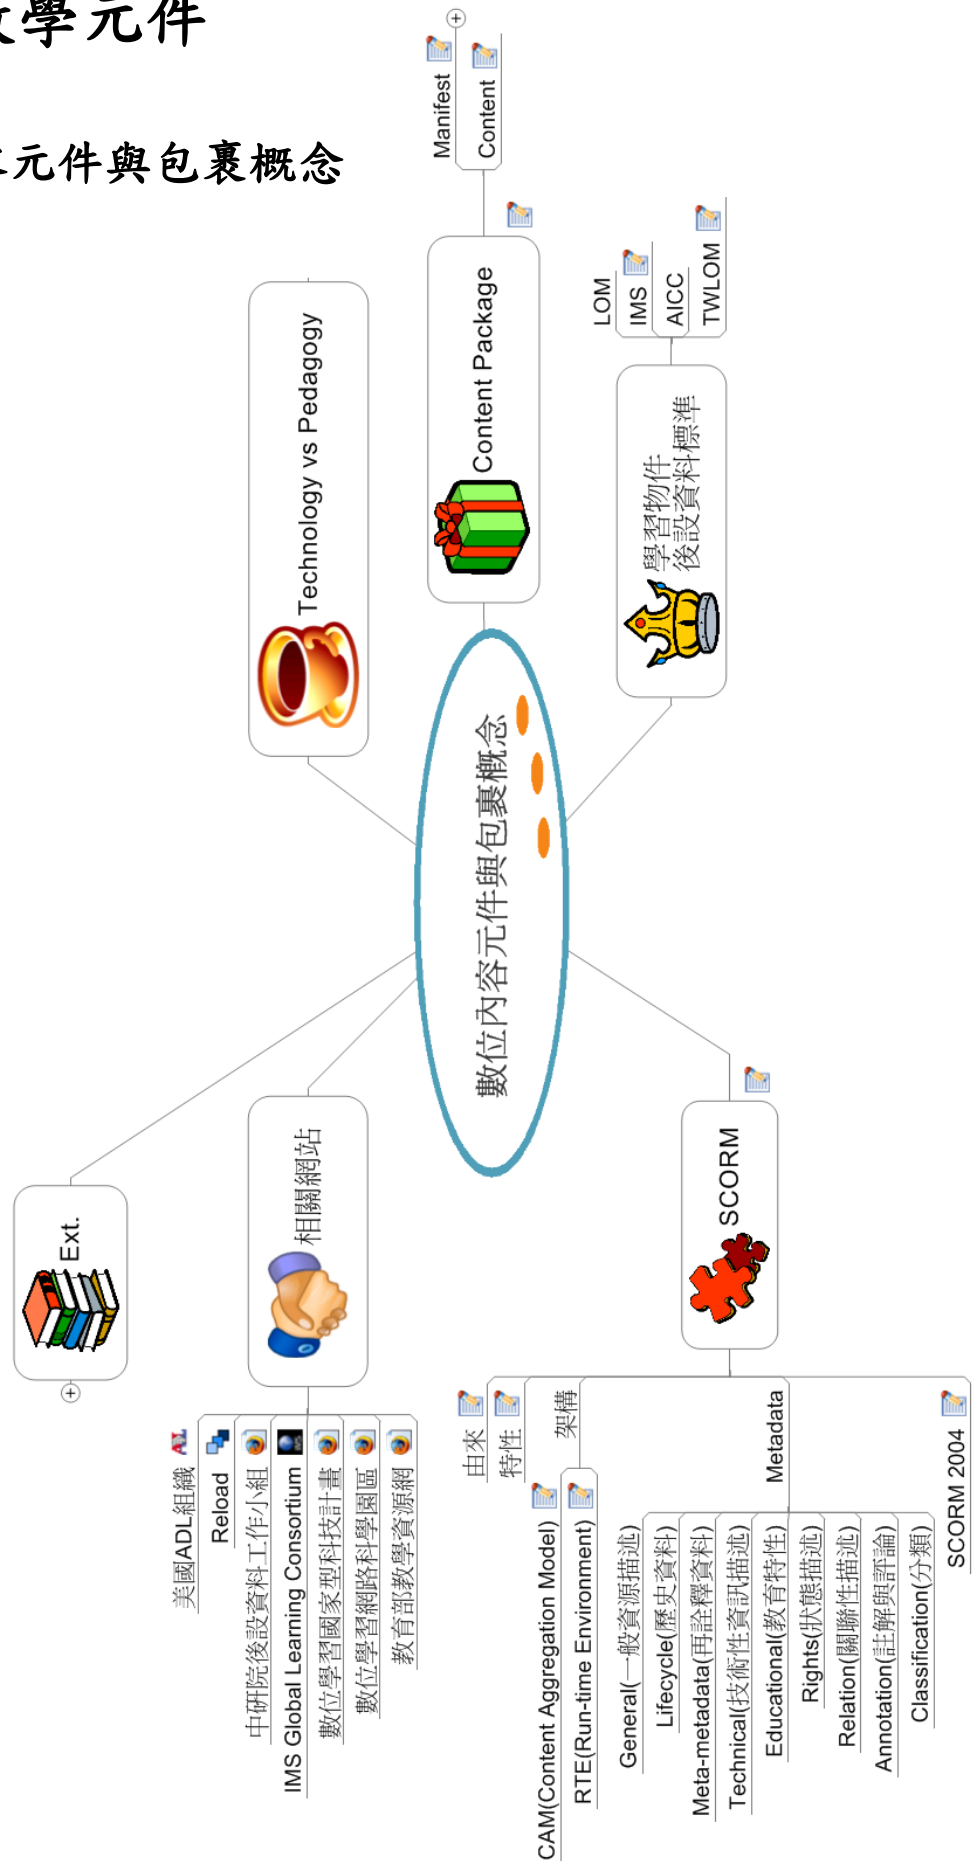 學元件
元件與包裹概念
數位內容元件與包裹概念
Technology vs Pedagogy
Content Package
Manifest
Content
學習物件
後設資料標準
LOM
IMS
AICC
TWLOM
Ext.
相關網站
美國ADL組織
Reload
中研院後設資料工作小組
IMS Global Learning Consortium
數位學習國家型科技計畫
數位學習網路科學園區
教育部教學資源網
SCORM
由來
特性
架構
CAM(Content Aggregation Model)
RTE(Run-time Environment)
Metadata
General(一般資源描述)
Lifecycle(歷史資料)
Meta-metadata(再詮釋資料)
Technical(技術性資訊描述)
Educational(教育特性)
Rights(狀態描述)
Relation(關聯性描述)
Annotation(註解與評論)
Classification(分類)
SCORM 2004